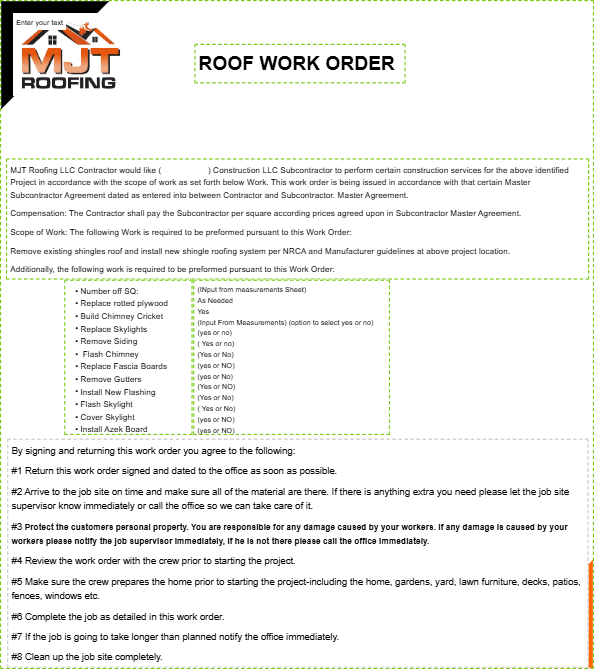 Enter your text
MJT
ROOFING
ROOF WORK ORDER
MJT Roofing LLC Contractor would like ( ) Construction LLC Subcontractor to perform certain construction services for the above identified
Project in accordance with the scope of work as set forth below Work. This work order is being issued in accordance with that certain Master
Subcontractor Agreement dated as entered into between Contractor and Subcontractor. Master Agreement.
Compensation: The Contractor shall pay the Subcontractor per square according prices agreed upon in Subcontractor Master Agreement.
Scope of Work: The following Work is required to be preformed pursuant to this Work Order:
Remove existing shingles roof and install new shingle roofing system per NRCA and Manufacturer guidelines at above project location.
Additionally, the following work is required to be preformed pursuant to this Work Order:
• Number off SQ:
• Replace rotted plywood
• Build Chimney Cricket
• Replace Skylights
• Remove Siding
• Flash Chimney
• Replace Fascia Boards
• Remove Gutters
• Install New Flashing
• Flash Skylight
• Cover Skylight
• Install Azek Board
(INput from measurements Sheet)
As Needed
Yes
(Input From Measurements) (option to select yes or no)
(yes or no)
( Yes or no)
(Yes or No)
(yes or NO)
(yes or No)
(Yes or NO)
(Yes or No)
( Yes or No)
(yes or NO)
(yes or NO)
By signing and returning this work order you agree to the following:
#1 Return this work order signed and dated to the office as soon as possible.
#2 Arrive to the job site on time and make sure all of the material are there. If there is anything extra you need please let the job site
supervisor know immediately or call the office so we can take care of it.
#3 Protect the customers personal property. You are responsible for any damage caused by your workers. If any damage is caused by your
workers please notify the job supervisor immediately, if he is not there please call the office immediately.
#4 Review the work order with the crew prior to starting the project.
#5 Make sure the crew prepares the home prior to starting the project-including the home, gardens, yard, lawn furniture, decks, patios,
fences, windows etc.
#6 Complete the job as detailed in this work order.
#7 If the job is going to take longer than planned notify the office immediately.
#8 Clean up the job site completely.